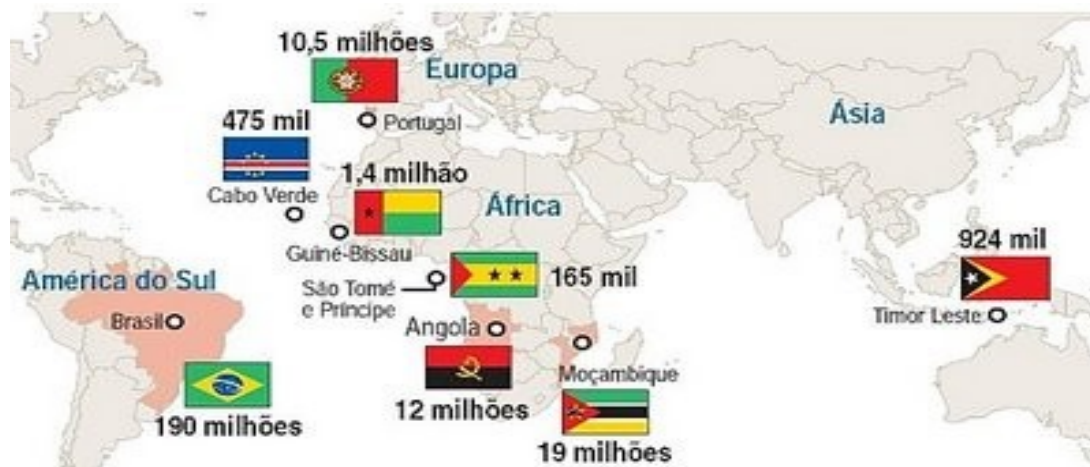 10,5 milhões
Europa
Portugal
Ásia
475 mil
Cabo Verde
1,4 milhão
África
Guiné-Bissau
América do Sul
Brasil
190 milhões
São Tomé
e Príncipe
165 mil
Angola
12 milhões
Moçambique
19 milhões
924 mil
Timor Leste